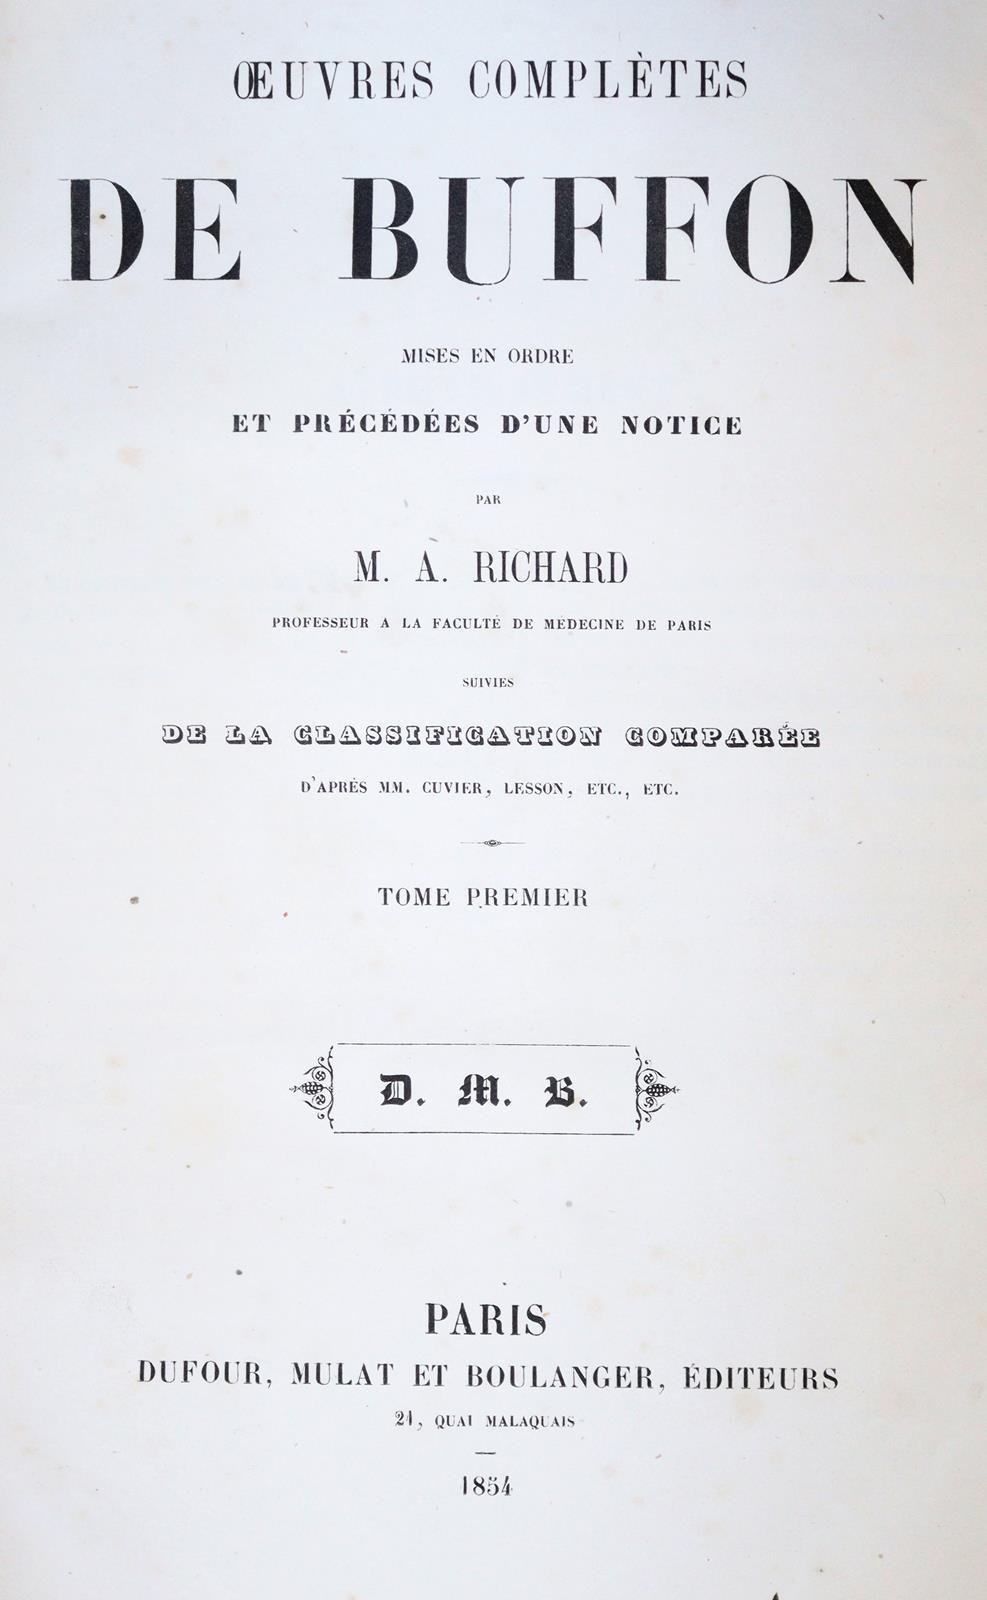 ŒUVRES COMPLÈTES
DE BUFFON
MISES EN ORDRE
ET PRÉCÉDÉES D'UNE NOTICE
PAR
M. A. RICHARD
PROFESSEUR A LA FACULTÉ DE MÉDECINE DE PARIS
SUIVIES
DE LA CLASSIFICATION COMPARÉE
D'APRÈS MM. CUVIER, LESSON, ETC., ETC.
TOME PREMIER
D. M. B.
PARIS
DUFOUR, MULAT ET BOULANGER, ÉDITEURS
21, QUAI MALAQUAIS
1854